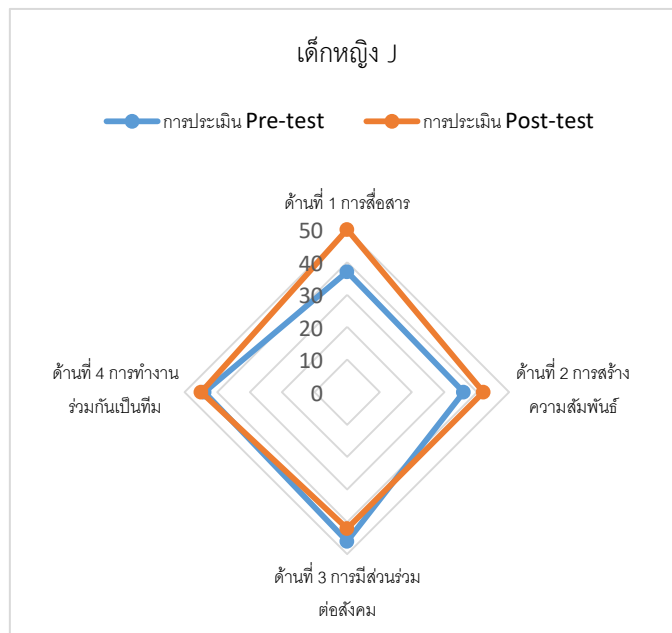 เด็กหญิง J
การประเมิน Pre-test การประเมิน Post-test
ด้านที่ 1 การสื่อสาร
50
40
30
20
10
0
ด้านที่ 2 การสร้าง
ความสัมพันธ์
ด้านที่ 3 การมีส่วนร่วม
ต่อสังคม
ด้านที่ 4 การทำงาน
ร่วมกันเป็นทีม